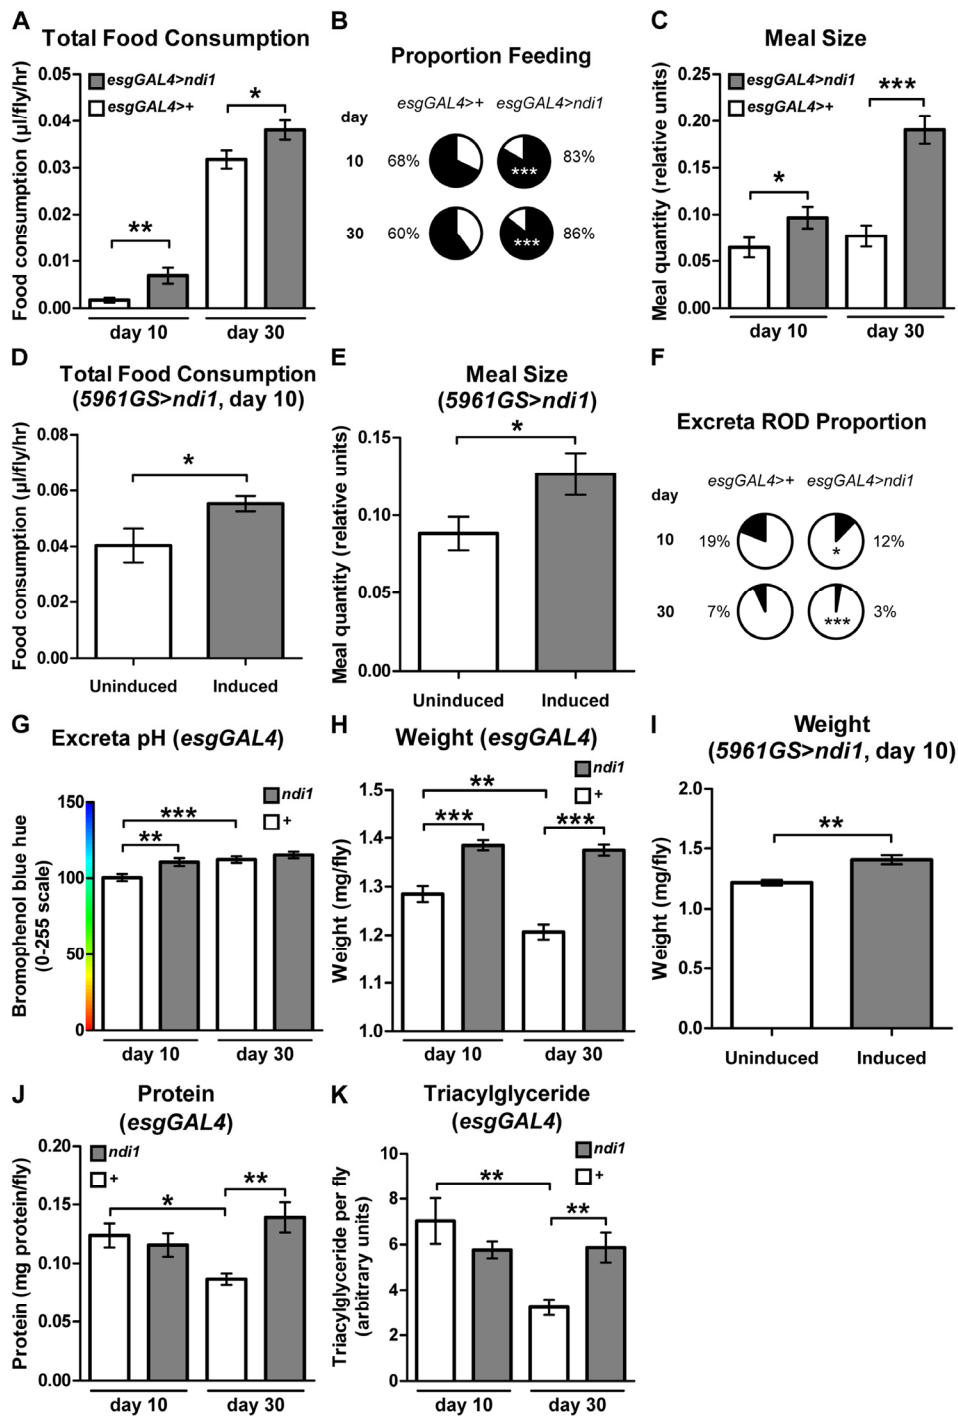 A
Total Food Consumption
Food consumption (µl/fly/hr)
0.05
0.04
0.03
0.02
0.01
0.00
esgGAL4>ndi1
esgGAL4>+
**
*
day 10
day 30
B
Proportion Feeding
esgGAL4>+ esgGAL4>ndi1
day
10 68% *** 83%
30 60% *** 86%
C
Meal Size
Meal quantity (relative units)
0.25
0.20
0.15
0.10
0.05
0.00
esgGAL4>ndi1
esgGAL4>+
*
***
day 10
day 30
D
Total Food Consumption
(5961GS>ndi1, day 10)
Food consumption (µl/fly/hr)
0.08
0.06
0.04
0.02
0.00
*
Uninduced
Induced
E
Meal Size
(5961GS>ndi1)
Meal quantity (relative units)
0.15
0.10
0.05
0.00
*
Uninduced
Induced
F
Excreta ROD Proportion
esgGAL4>+ esgGAL4>ndi1
day
10 19% * 12%
30 7% *** 3%
G
Excreta pH (esgGAL4)
Bromophenol blue hue
(0-255 scale)
150
100
50
0
ndi1
+
***
**
day 10
day 30
H
Weight (esgGAL4)
Weight (mg/fly)
1.5
1.4
1.3
1.2
1.1
1.0
ndi1
+
**
***
***
day 10
day 30
I
Weight
(5961GS>ndi1, day 10)
Weight (mg/fly)
2.0
1.5
1.0
0.5
0.0
**
Uninduced
Induced
J
Protein
(esgGAL4)
Protein (mg protein/fly)
0.20
0.15
0.10
0.05
0.00
ndi1
+
*
**
day 10
day 30
K
Triacylglyceride
(esgGAL4)
Triacylglyceride per fly
(arbitrary units)
10
8
6
4
2
0
ndi1
+
**
**
day 10
day 30